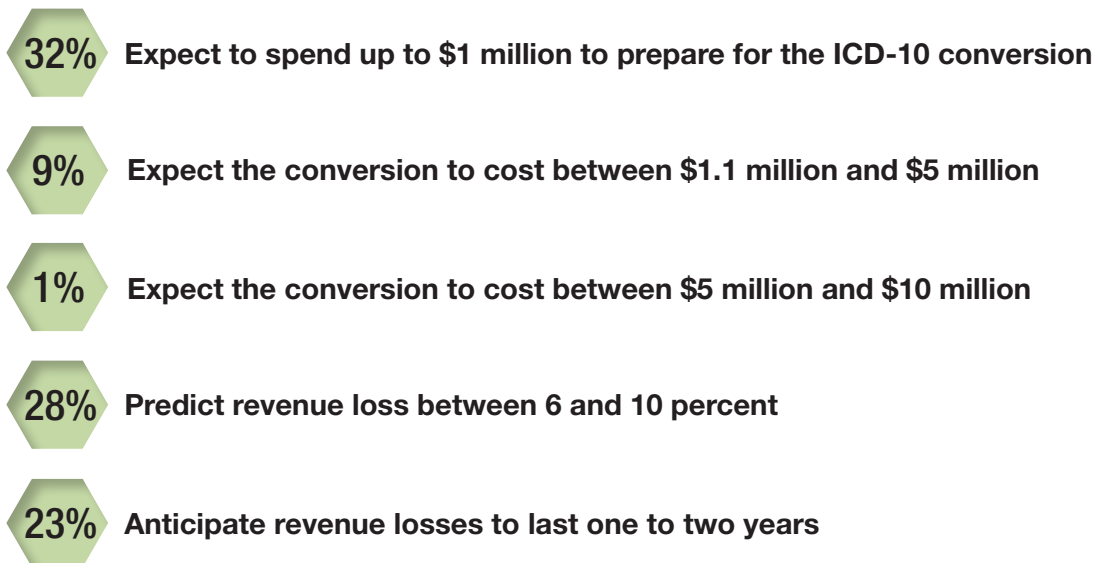 32% Expect to spend up to $1 million to prepare for the ICD-10 conversion
9% Expect the conversion to cost between $1.1 million and $5 million
1% Expect the conversion to cost between $5 million and $10 million
28% Predict revenue loss between 6 and 10 percent
23% Anticipate revenue losses to last one to two years